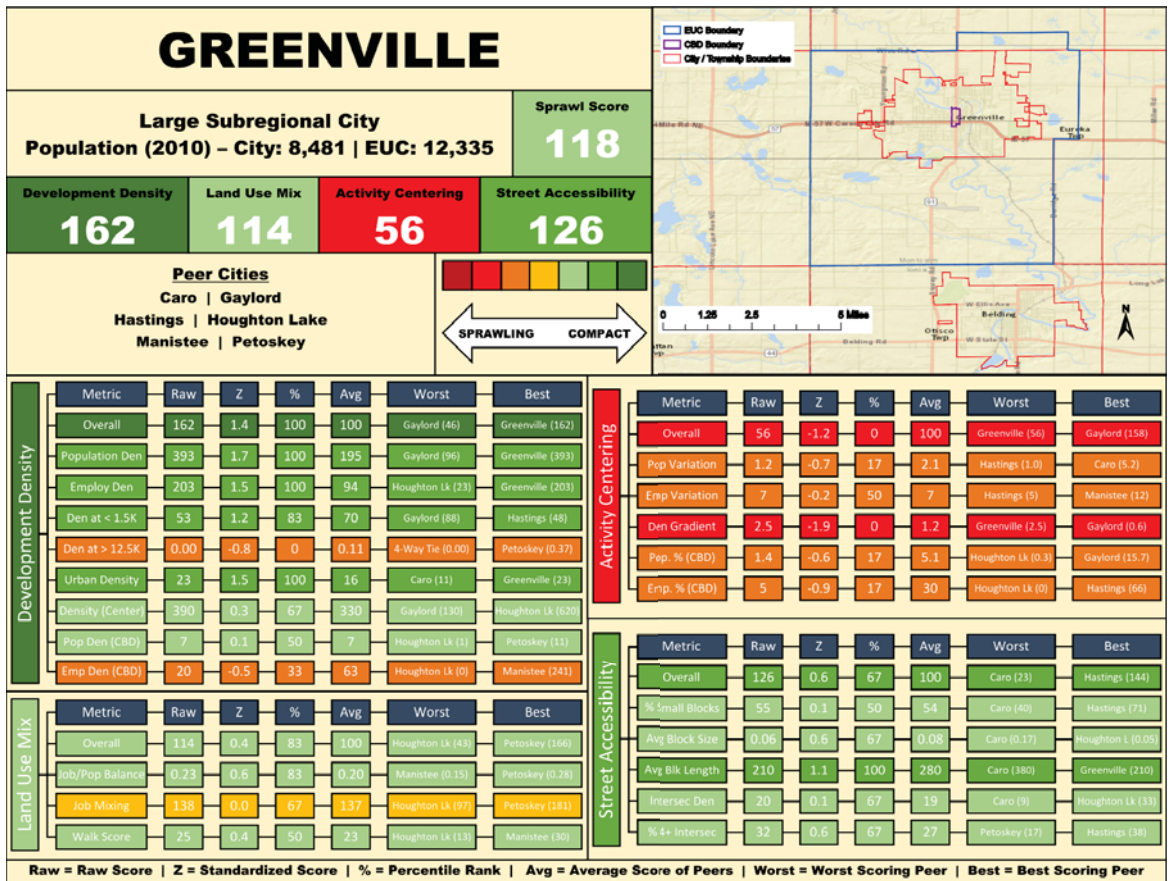 GREENVILLE
Large Subregional City
Population (2010) – City: 8,481 | EUC: 12,335
Sprawl Score
118
Development Density
162
Land Use Mix
114
Activity Centering
56
Street Accessibility
126
Peer Cities
Caro | Gaylord
Hastings | Houghton Lake
Manistee | Petoskey
SPRAWLING COMPACT
EUC Boundary
CBD Boundary
City / Township Boundaries
Greenville
Eureka
Twp
57
91
Belding
W Ellis Ave
Otisco
Twp
W State St
Belding Rd
44
0 1.25 2.5 5 Miles
N
Development Density
Metric Raw Z % Avg Worst Best
Overall 162 1.4 100 100 Gaylord (46) Greenville (162)
Population Den 393 1.7 100 195 Gaylord (96) Greenville (393)
Employ Den 203 1.5 100 94 Houghton Lk (23) Greenville (203)
Den at < 1.5K 53 1.2 83 70 Gaylord (88) Hastings (48)
Den at > 12.5K 0.00 -0.8 0 0.11 4-Way Tie (0.00) Petoskey (0.37)
Urban Density 23 1.5 100 16 Caro (11) Greenville (23)
Density (Center) 390 0.3 67 330 Gaylord (130) Houghton Lk (620)
Pop Den (CBD) 7 0.1 50 7 Houghton Lk (1) Petoskey (11)
Emp Den (CBD) 20 -0.5 33 63 Houghton Lk (0) Manistee (241)
Land Use Mix
Metric Raw Z % Avg Worst Best
Overall 114 0.4 83 100 Houghton Lk (43) Petoskey (166)
Job/Pop Balance 0.23 0.6 83 0.20 Manistee (0.15) Petoskey (0.28)
Job Mixing 138 0.0 67 137 Houghton Lk (97) Petoskey (181)
Walk Score 25 0.4 50 23 Houghton Lk (13) Manistee (30)
Activity Centering
Metric Raw Z % Avg Worst Best
Overall 56 -1.2 0 100 Greenville (56) Gaylord (158)
Pop Variation 1.2 -0.7 17 2.1 Hastings (1.0) Caro (5.2)
Emp Variation 7 -0.2 50 7 Hastings (5) Manistee (12)
Den Gradient 2.5 -1.9 0 1.2 Greenville (2.5) Gaylord (0.6)
Pop. % (CBD) 1.4 -0.6 17 5.1 Houghton Lk (0.3) Gaylord (15.7)
Emp. % (CBD) 5 -0.9 17 30 Houghton Lk (0) Hastings (66)
Street Accessibility
Metric Raw Z % Avg Worst Best
Overall 126 0.6 67 100 Caro (23) Hastings (144)
% Small Blocks 55 0.1 50 54 Caro (40) Hastings (71)
Avg Block Size 0.06 0.6 67 0.08 Caro (0.17) Houghton L (0.05)
Avg Blk Length 210 1.1 100 280 Caro (380) Greenville (210)
Intersec Den 20 0.1 67 19 Caro (9) Houghton Lk (33)
% 4+ Intersec 32 0.6 67 27 Petoskey (17) Hastings (38)
Raw = Raw Score | Z = Standardized Score | % = Percentile Rank | Avg = Average Score of Peers | Worst = Worst Scoring Peer | Best = Best Scoring Peer